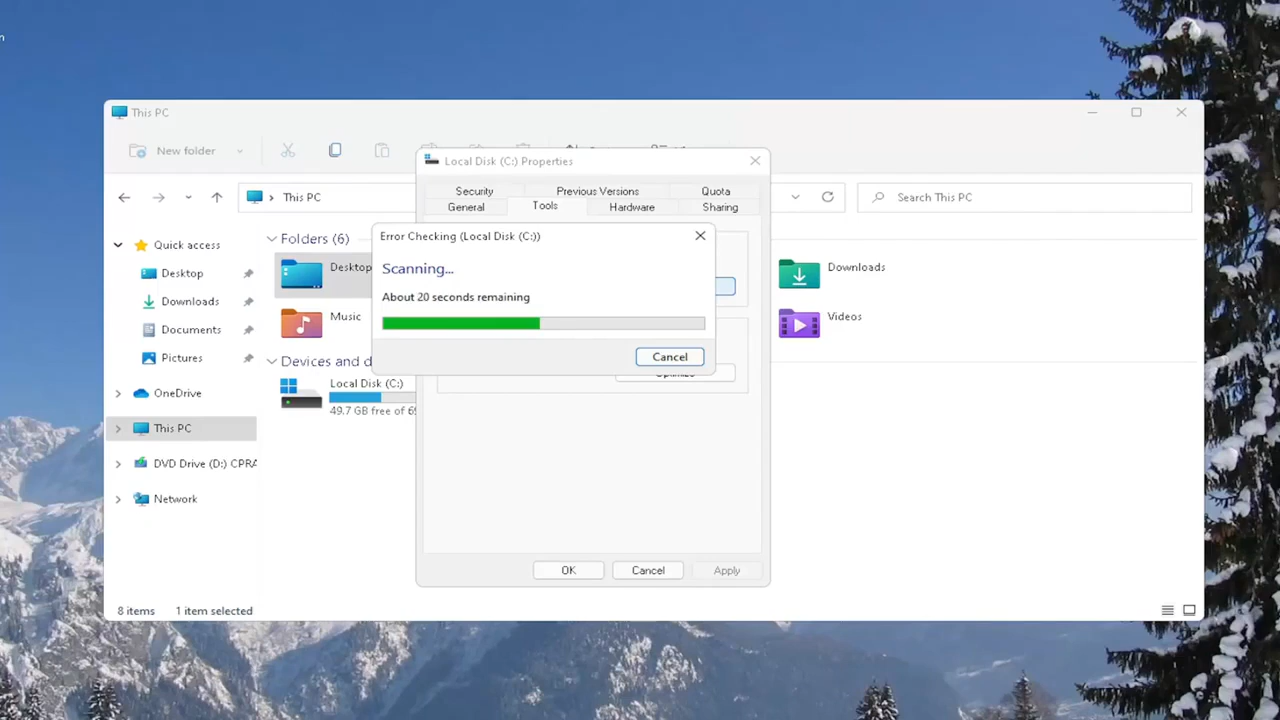 n
This PC
New folder
Local Disk (C:) Properties
This PC
Search This PC
Security
Previous Versions
Quota
General
Tools
Hardware
Sharing
Error Checking (Local Disk (C:))
Scanning...
About 20 seconds remaining
Cancel
Quick access
Desktop
Downloads
Documents
Pictures
OneDrive
This PC
DVD Drive (D:) CPRA
Network
Folders (6)
Desktop
Downloads
Music
Videos
Devices and d
Local Disk (C:)
49.7 GB free of
Optimize
OK
Cancel
Apply
8 items
1 item selected